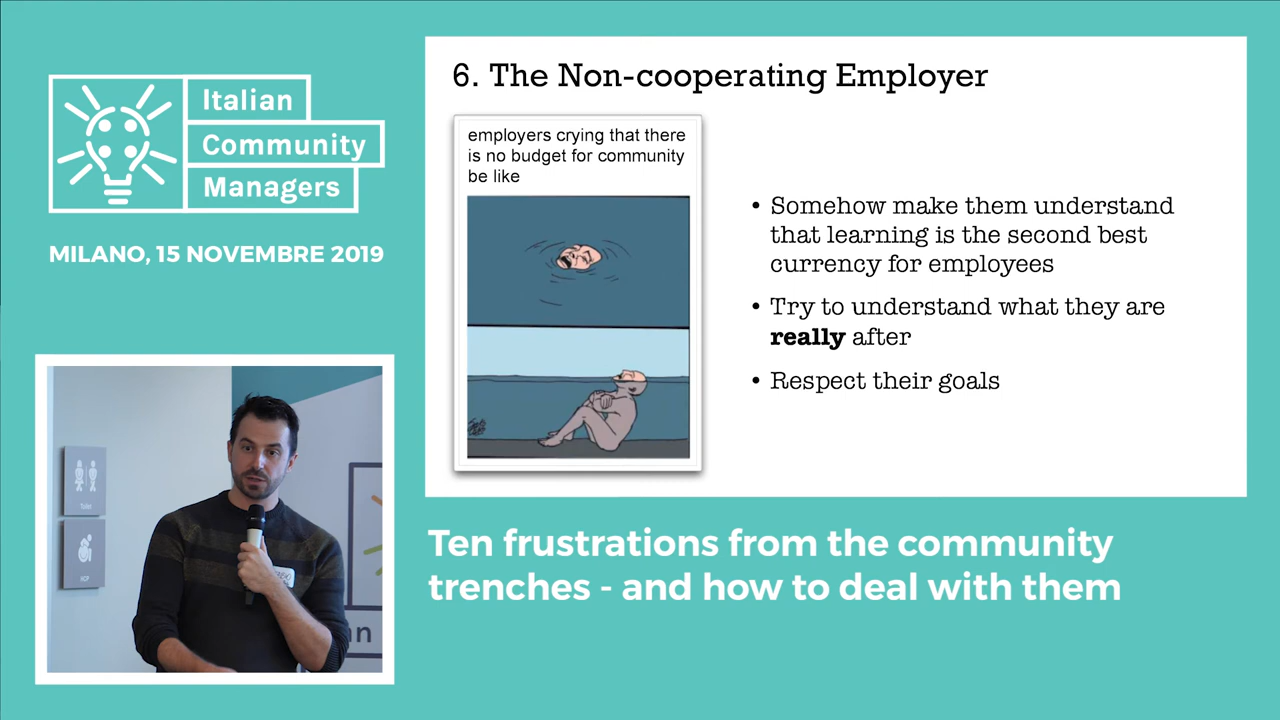 Italian
Community
Managers
MILANO, 15 NOVEMBRE 2019
6. The Non-cooperating Employer
employers crying that there
is no budget for community
be like
• Somehow make them understand
that learning is the second best
currency for employees
• Try to understand what they are
really after
• Respect their goals
Toilet
Ten frustrations from the community
trenches - and how to deal with them